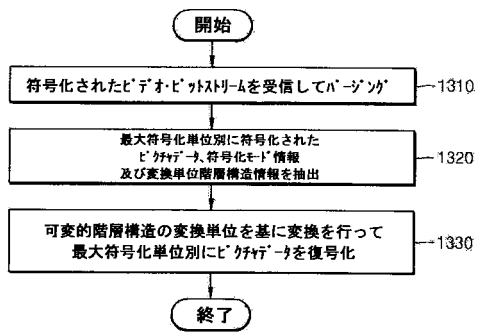 開始
符号化されたﾋﾞﾃﾞｵ･ﾋﾞｯﾄｽﾄﾘｰﾑを受信してﾊﾟｰｼﾞﾝｸﾞ
1310
最大符号化単位別に符号化された
ﾋﾟｸﾁｬﾃﾞｰﾀ、符号化ﾓｰﾄﾞ情報
及び変換単位階層構造情報を抽出
1320
可変的階層構造の変換単位を基に変換を行って
最大符号化単位別にﾋﾟｸﾁｬﾃﾞｰﾀを復号化
1330
終了